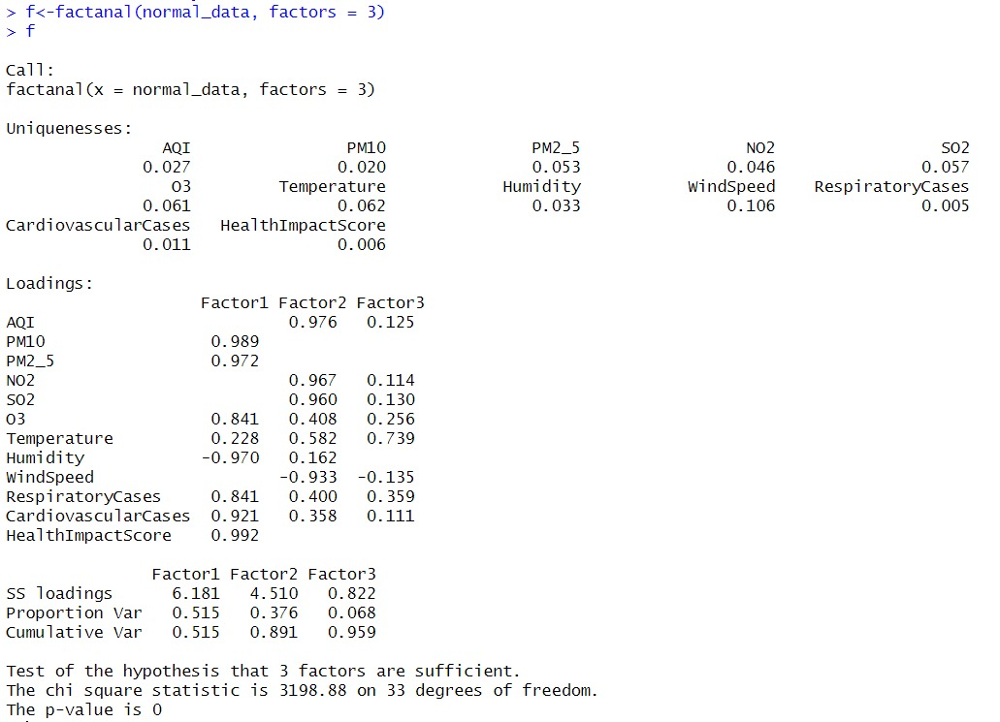 > f<-factanal(normal_data, factors = 3)
> f
Call:
factanal(x = normal_data, factors = 3)
Uniquenesses:
AQI PM10 PM2_5 NO2 SO2
0.027 0.020 0.053 0.046 0.057
O3 Temperature Humidity WindSpeed RespiratoryCases
0.061 0.062 0.033 0.106 0.005
CardiovascularCases HealthImpactScore
0.011 0.006
Loadings:
Factor1 Factor2 Factor3
AQI 0.976 0.125
PM10 0.989
PM2_5 0.972
NO2 0.967 0.114
SO2 0.960 0.130
O3 0.841 0.408 0.256
Temperature 0.228 0.582 0.739
Humidity -0.970 0.162
WindSpeed -0.933 -0.135
RespiratoryCases 0.841 0.400 0.359
CardiovascularCases 0.921 0.358 0.111
HealthImpactScore 0.992
Factor1 Factor2 Factor3
SS loadings 6.181 4.510 0.822
Proportion Var 0.515 0.376 0.068
Cumulative Var 0.515 0.891 0.959
Test of the hypothesis that 3 factors are sufficient.
The chi square statistic is 3198.88 on 33 degrees of freedom.
The p-value is 0